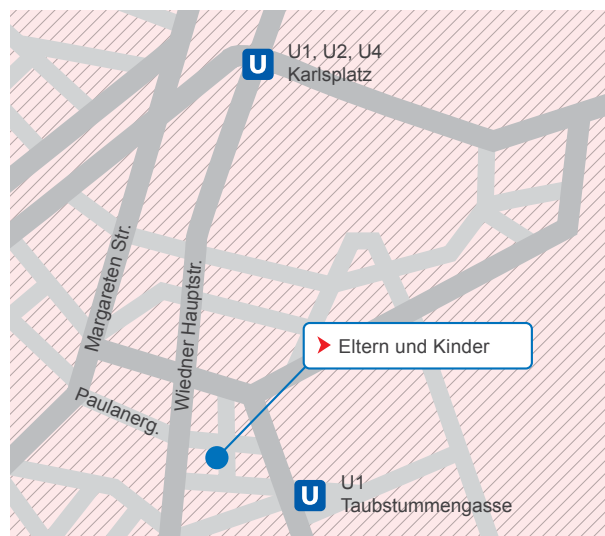 U
U1, U2, U4
Karlsplatz
Margareten Str.
Wiedner Hauptstr.
Eltern und Kinder
Paulanerg.
U
U1
Taubstummengasse